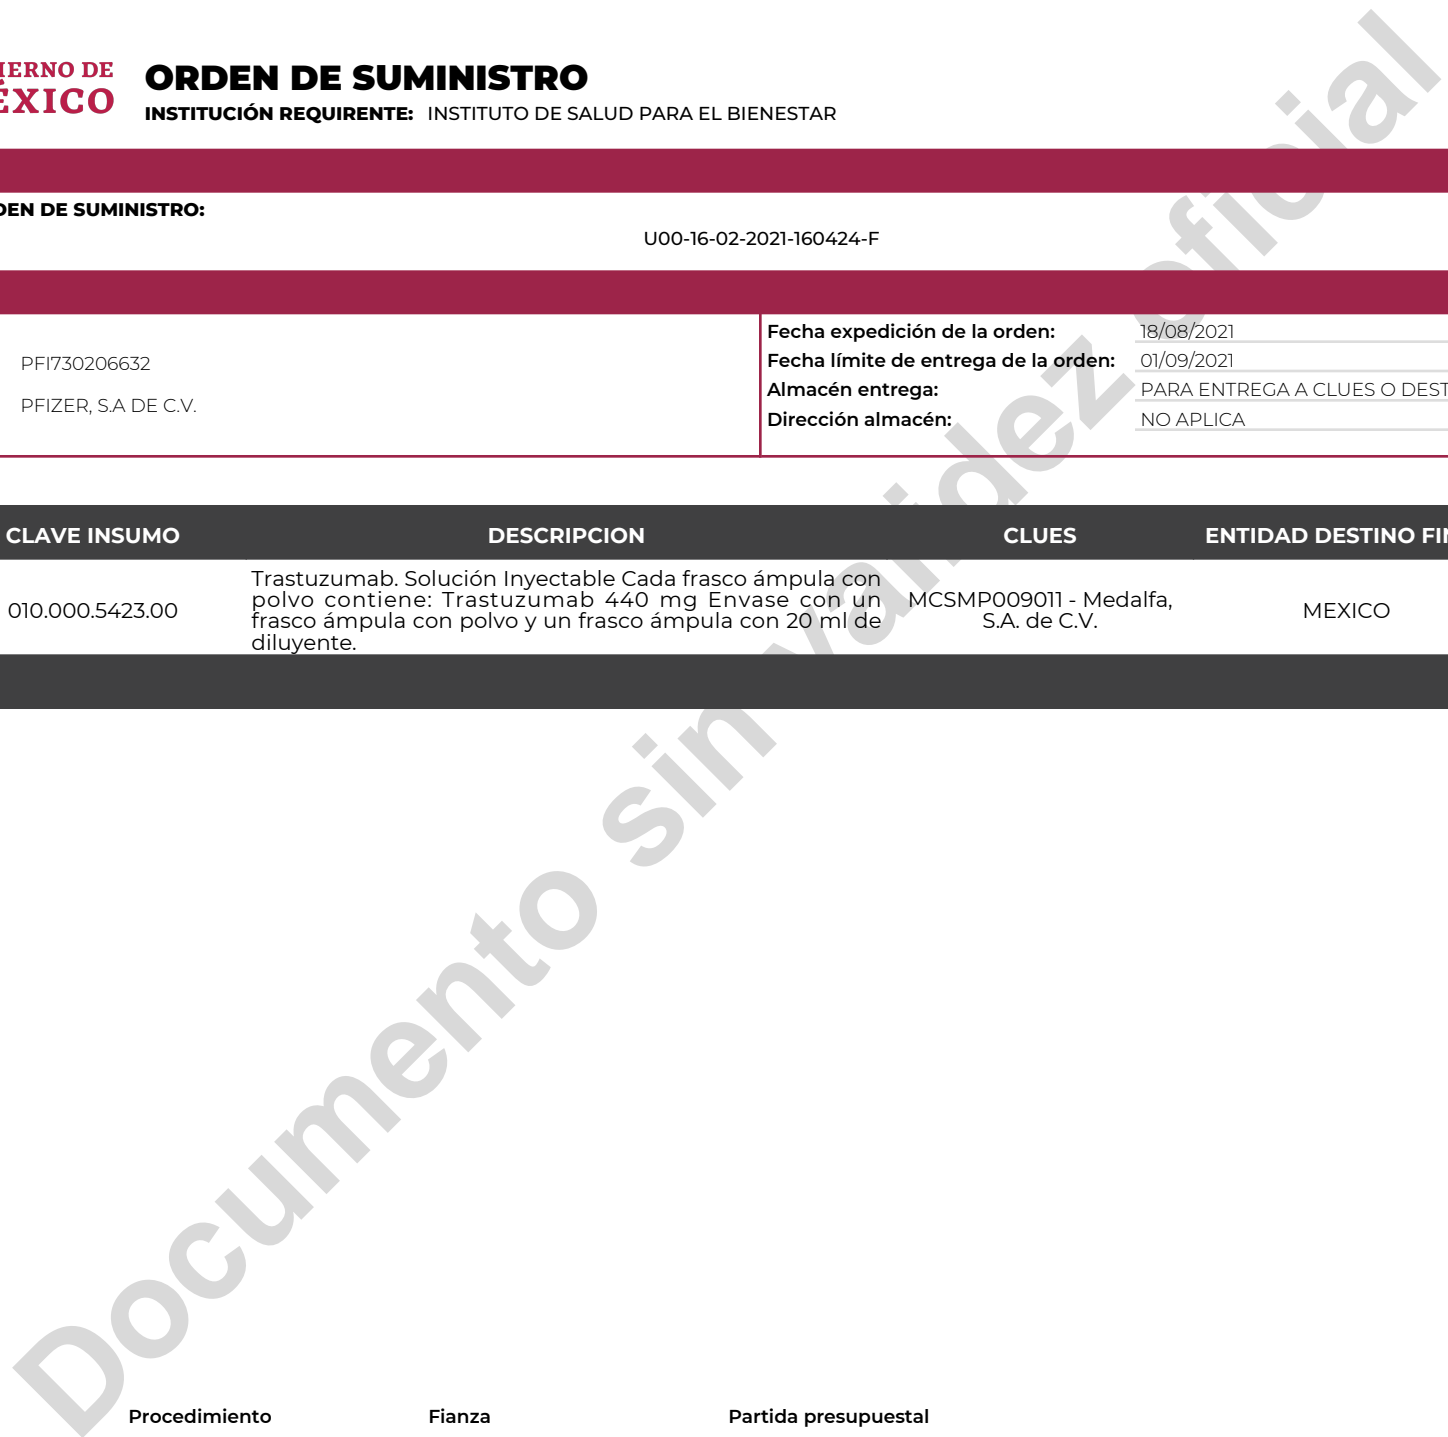 IERNO DE
ÉXICO
ORDEN DE SUMINISTRO
INSTITUCIÓN REQUIRENTE: INSTITUTO DE SALUD PARA EL BIENESTAR
DEN DE SUMINISTRO:
U00-16-02-2021-160424-F
PFI730206632
PFIZER, S.A DE C.V.
Fecha expedición de la orden: 18/08/2021
Fecha límite de entrega de la orden: 01/09/2021
Almacén entrega: PARA ENTREGA A CLUES O DEST
Dirección almacén: NO APLICA
CLAVE INSUMO DESCRIPCION CLUES ENTIDAD DESTINO FIN
010.000.5423.00
Trastuzumab. Solución Inyectable Cada frasco ámpula con
polvo contiene: Trastuzumab 440 mg Envase con un
frasco ámpula con polvo y un frasco ámpula con 20 ml de
diluyente.
MCSMP009011 - Medalfa,
S.A. de C.V.
MEXICO
Documento sin validez oficial
Procedimiento Fianza Partida presupuestal